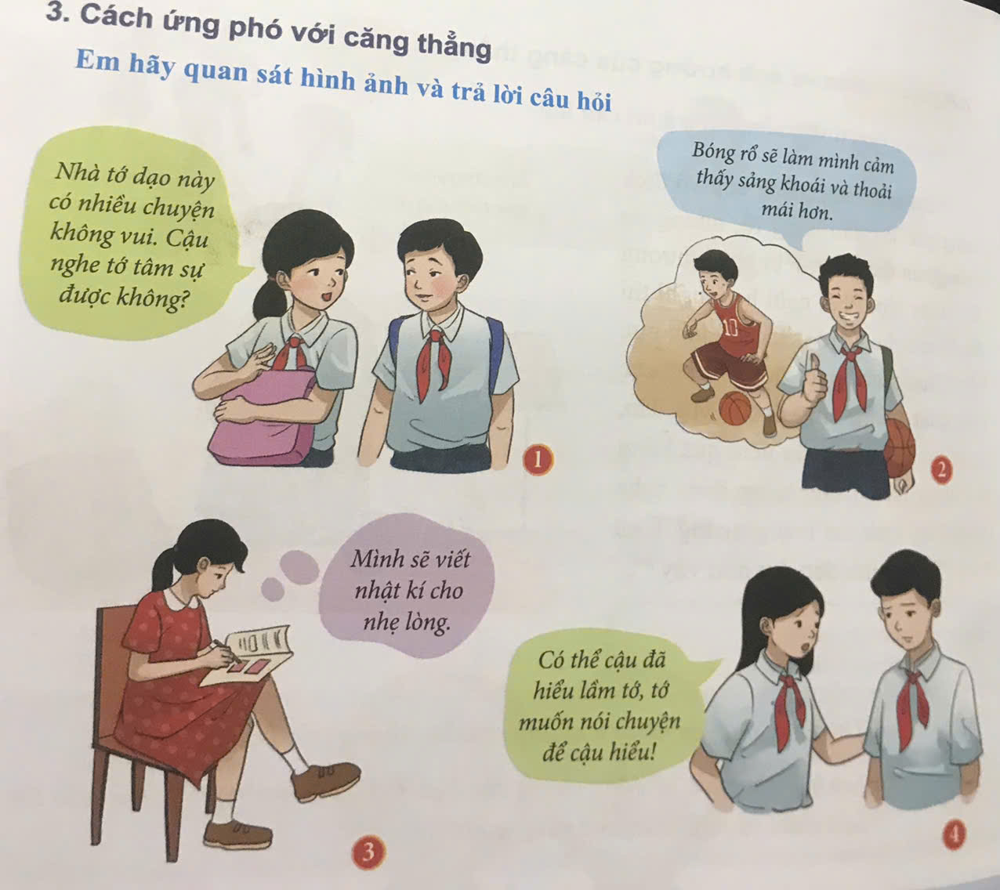 3. Cách ứng phó với căng thẳng
Em hãy quan sát hình ảnh và trả lời câu hỏi
Nhà tớ dạo này
có nhiều chuyện
không vui. Cậu
nghe tớ tâm sự
được không?
1
Bóng rổ sẽ làm mình cảm
thấy sảng khoái và thoải
mái hơn.
10
2
Mình sẽ viết
nhật kí cho
nhẹ lòng.
3
Có thể cậu đã
hiểu lầm tớ, tớ
muốn nói chuyện
để cậu hiểu!
4